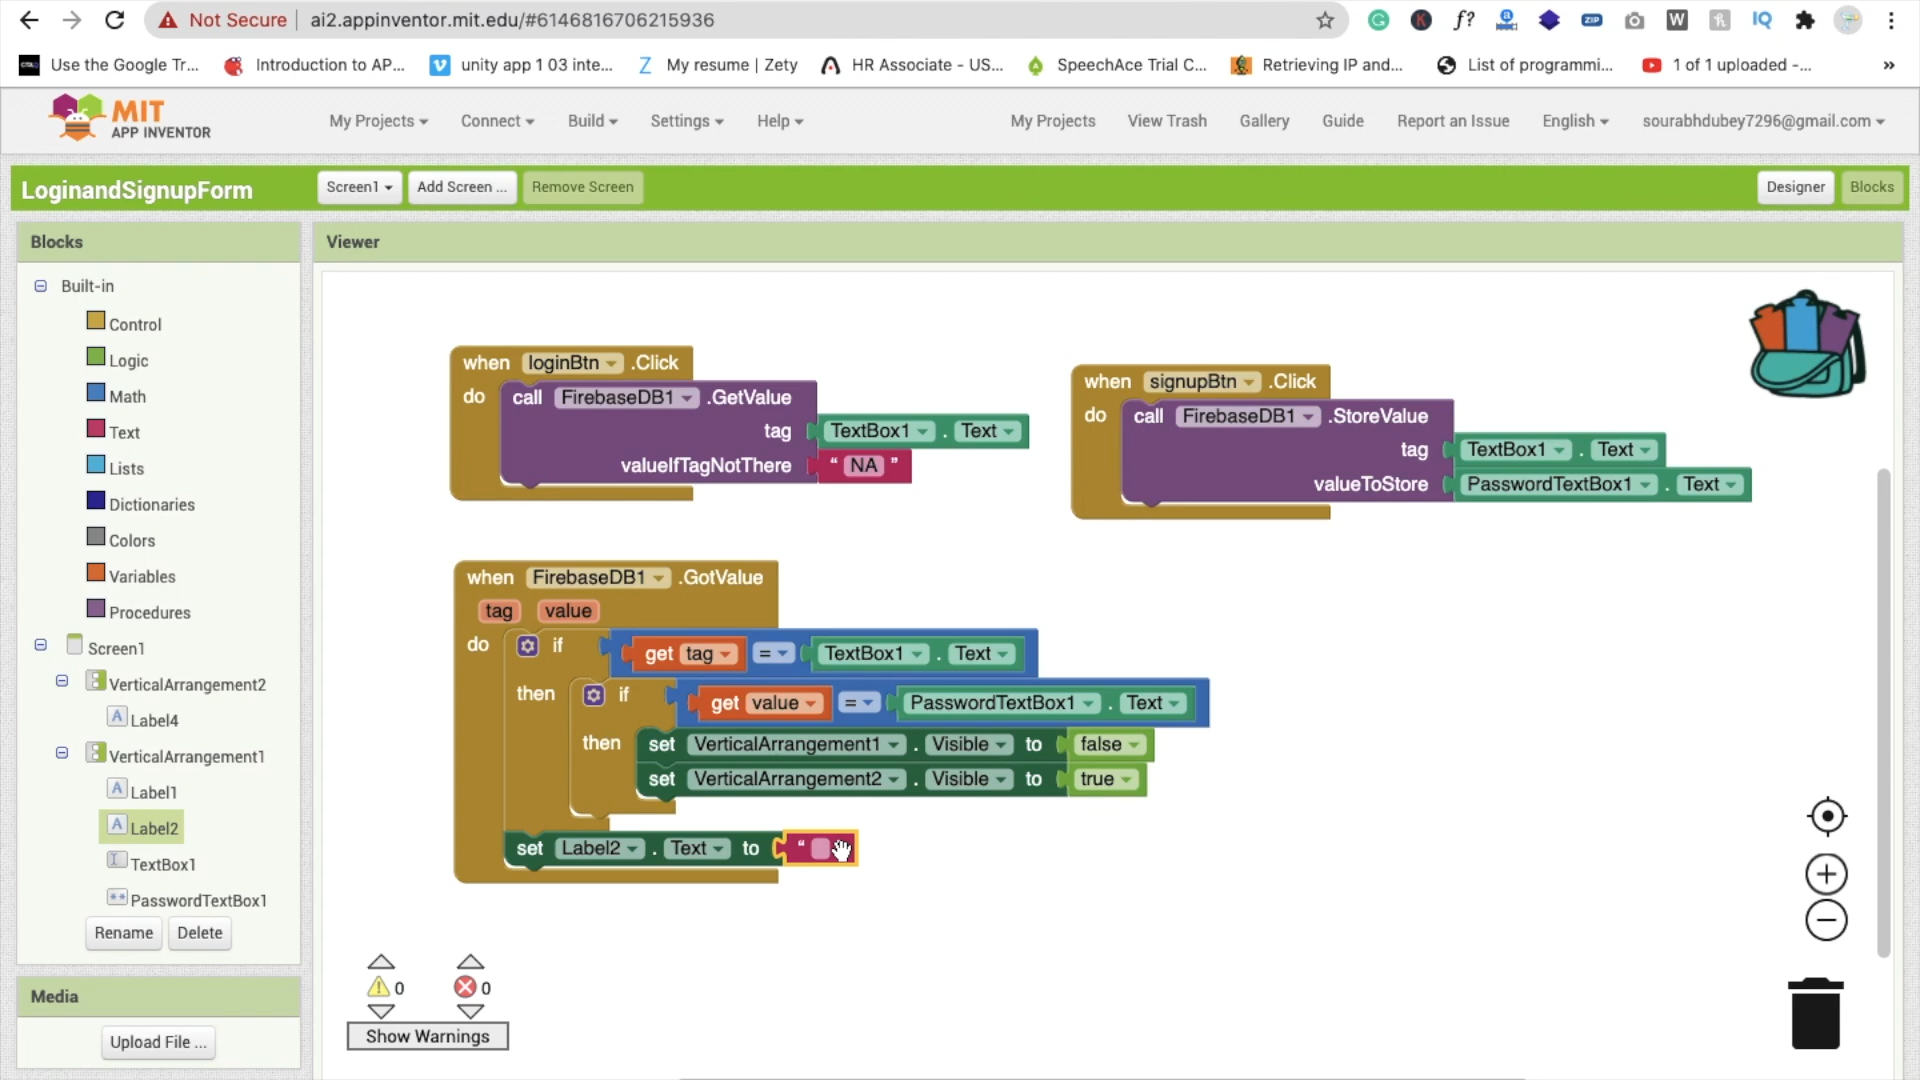 Not Secure | ai2.appinventor.mit.edu/#6146816706215936
Use the Google Tr...
Introduction to AP...
unity app 1 03 inte...
My resume | Zety
HR Associate - US...
SpeechAce Trial C...
Retrieving IP and...
List of programmi...
1 of 1 uploaded -...
»
MIT
APP INVENTOR
My Projects
Connect
Build
Settings
Help
My Projects
View Trash
Gallery
Guide
Report an Issue
English
sourabhdubey7296@gmail.com
LoginandSignupForm
Screen1
Add Screen ...
Remove Screen
Designer
Blocks
Blocks
Built-in
Control
Logic
Math
Text
Lists
Dictionaries
Colors
Variables
Procedures
Screen1
VerticalArrangement2
Label4
VerticalArrangement1
Label1
Label2
TextBox1
PasswordTextBox1
Rename
Delete
Media
Upload File ...
Viewer
when loginBtn .Click
do call FirebaseDB1 .GetValue
tag TextBox1 . Text
valueIfTagNotThere “ NA ”
when signupBtn .Click
do call FirebaseDB1 .StoreValue
tag TextBox1 . Text
valueToStore PasswordTextBox1 . Text
when FirebaseDB1 .GotValue
tag value
do if get tag = TextBox1 . Text
then if get value = PasswordTextBox1 . Text
then set VerticalArrangement1 . Visible to false
set VerticalArrangement2 . Visible to true
set Label2 . Text to “
0 0
Show Warnings